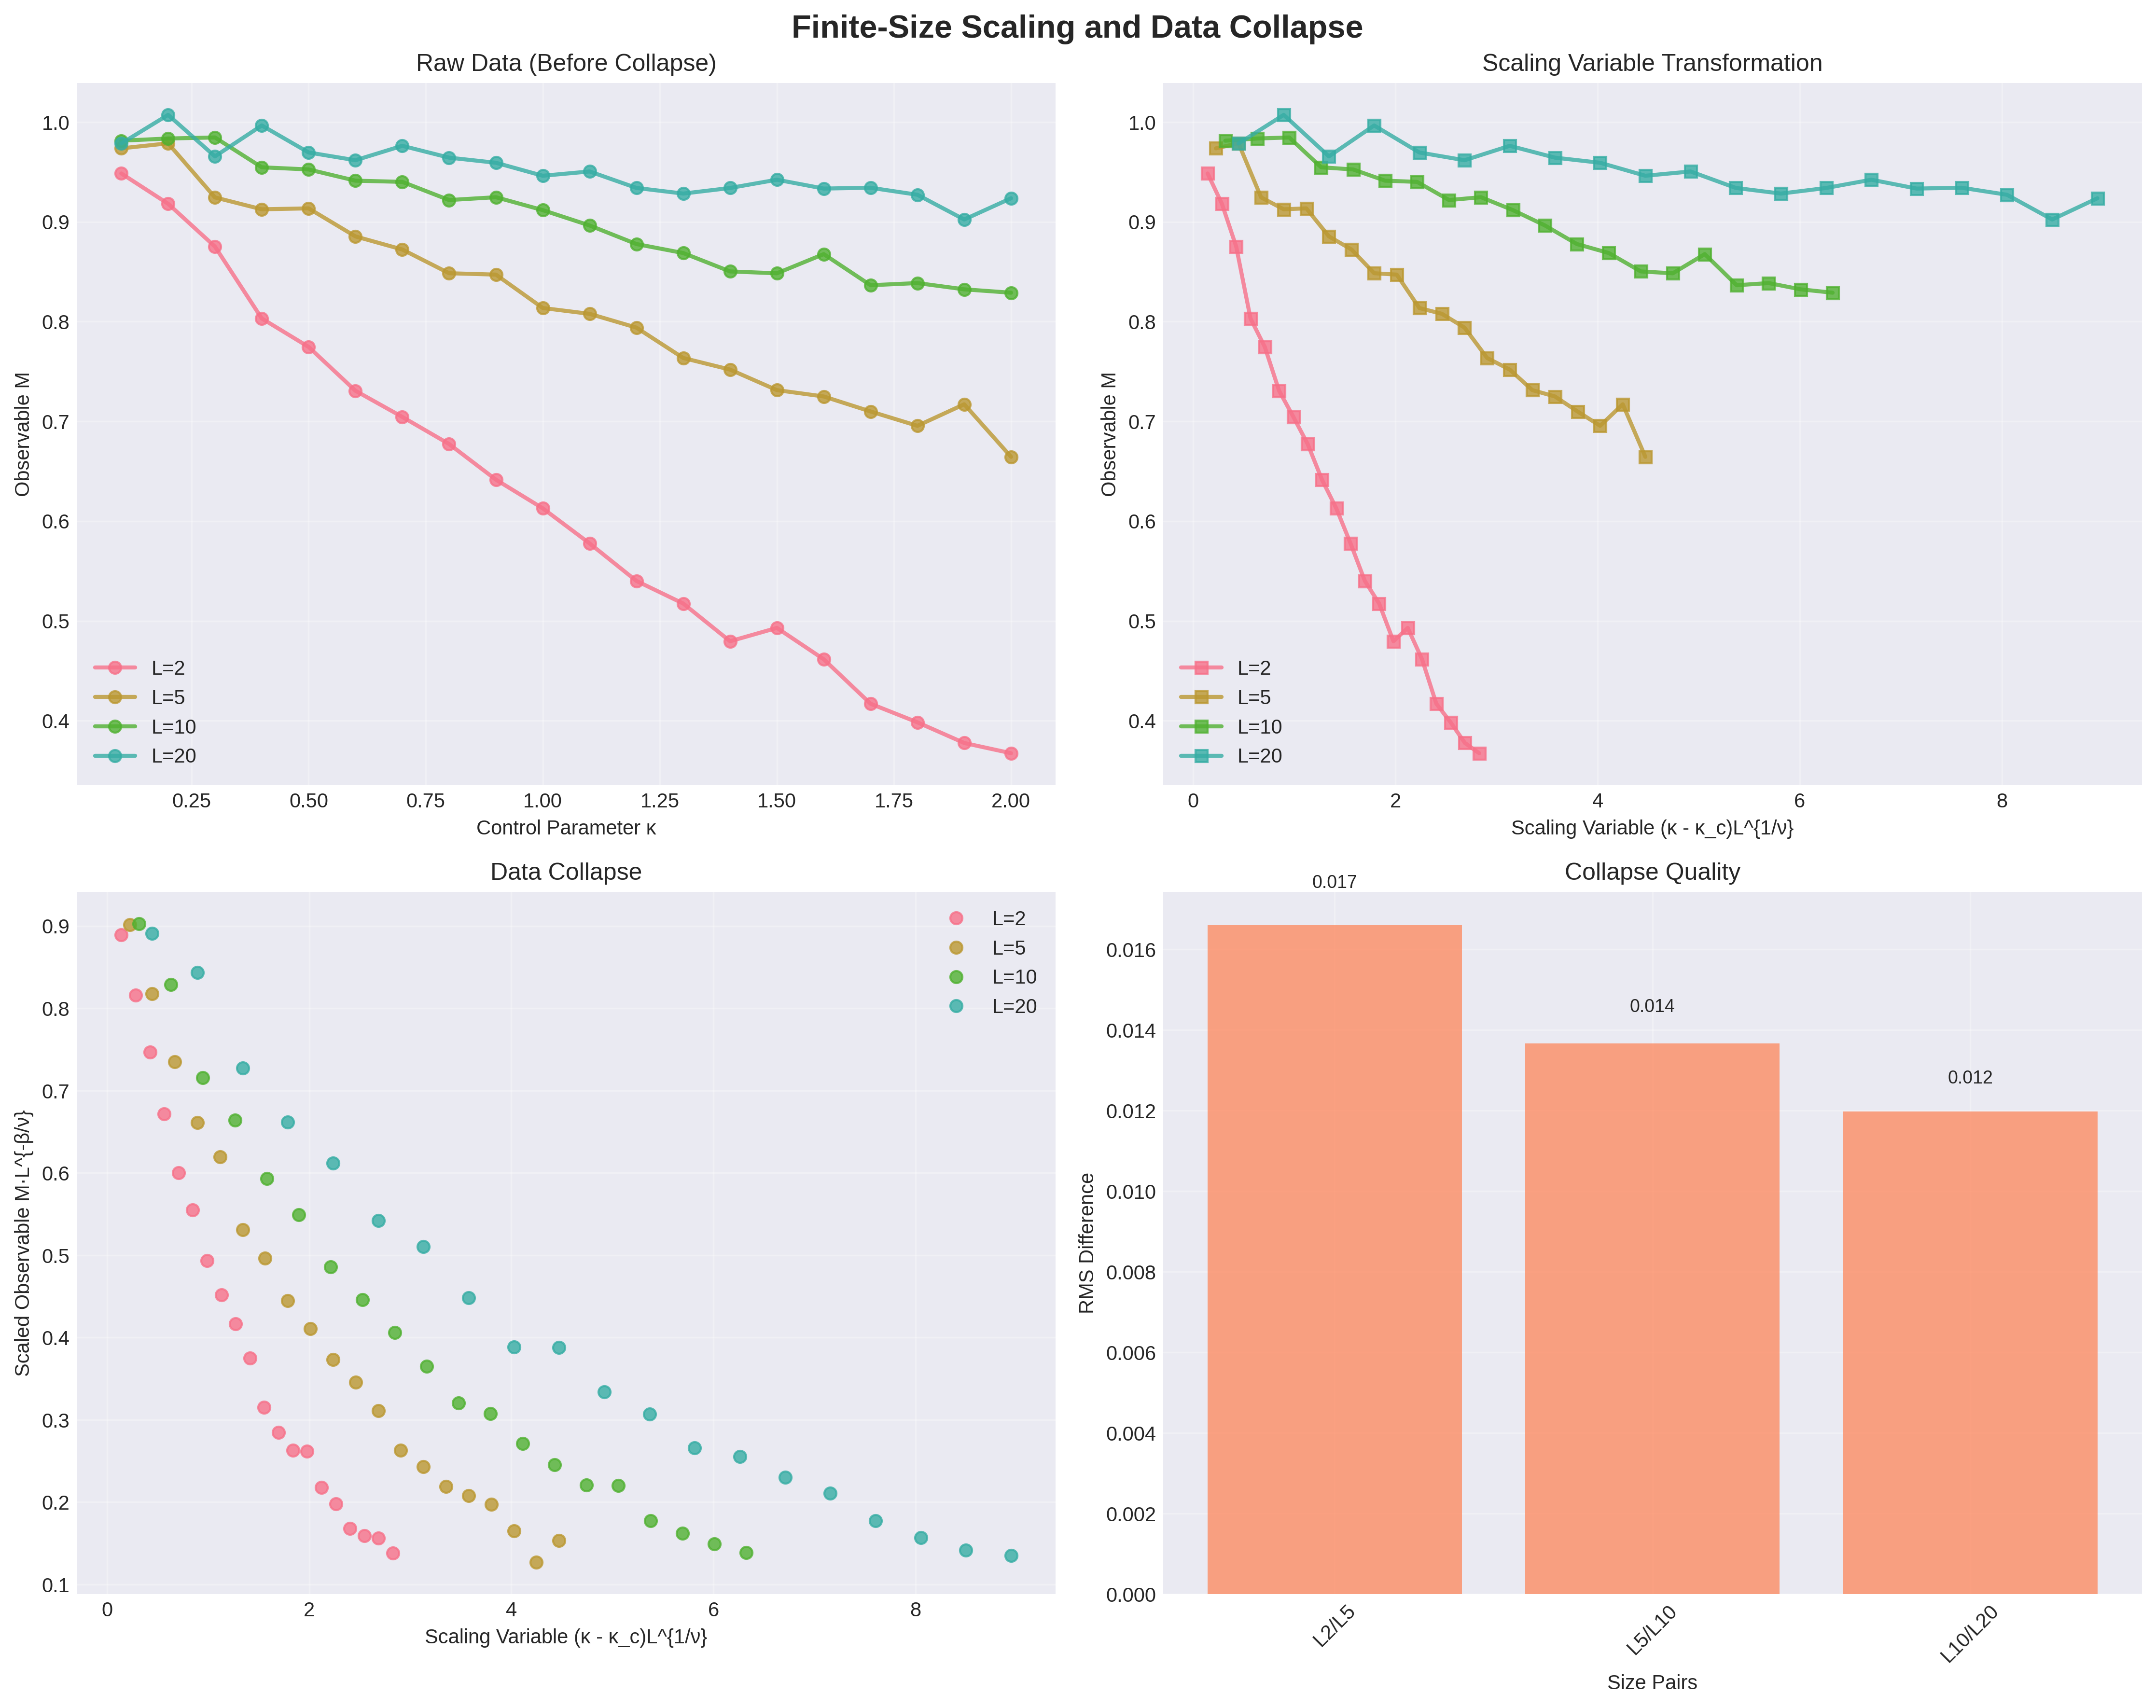 Finite-Size Scaling and Data Collapse
Raw Data (Before Collapse)
Observable M
1.0
0.9
0.8
0.7
0.6
0.5
0.4
L=2
L=5
L=10
L=20
0.25 0.50 0.75 1.00 1.25 1.50 1.75 2.00
Control Parameter κ
Scaling Variable Transformation
Observable M
1.0
0.9
0.8
0.7
0.6
0.5
0.4
L=2
L=5
L=10
L=20
0 2 4 6 8
Scaling Variable (κ - κ_c)L^{1/ν}
Data Collapse
Scaled Observable M·L^{-β/ν}
0.9
0.8
0.7
0.6
0.5
0.4
0.3
0.2
0.1
L=2
L=5
L=10
L=20
0 2 4 6 8
Scaling Variable (κ - κ_c)L^{1/ν}
Collapse Quality
RMS Difference
0.016
0.014
0.012
0.010
0.008
0.006
0.004
0.002
0.000
0.017
0.014
0.012
L2/L5
L5/L10
L10/L20
Size Pairs